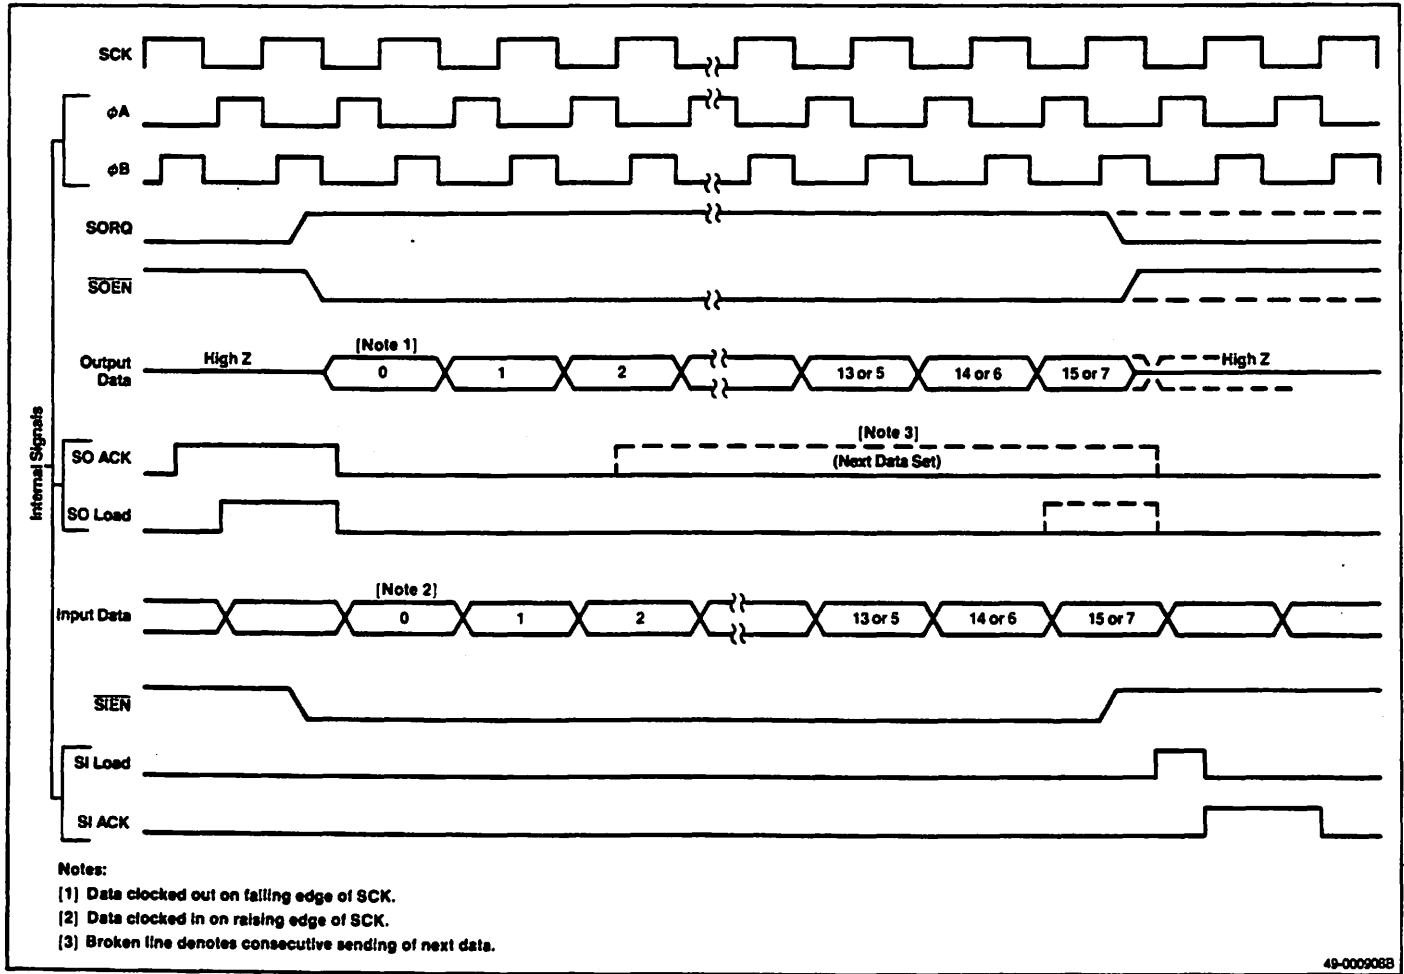 SCK
ϕA
ϕB
SORQ
SOEN
Output
Data
High Z
[Note 1]
0
1
2
13 or 5
14 or 6
15 or 7
High Z
Internal Signals
SO ACK
[Note 3]
(Next Data Set)
SO Load
Input Data
[Note 2]
0
1
2
13 or 5
14 or 6
15 or 7
SIEN
SI Load
SI ACK
Notes:
[1] Data clocked out on falling edge of SCK.
[2] Data clocked in on raising edge of SCK.
[3] Broken line denotes consecutive sending of next data.
49-000908B